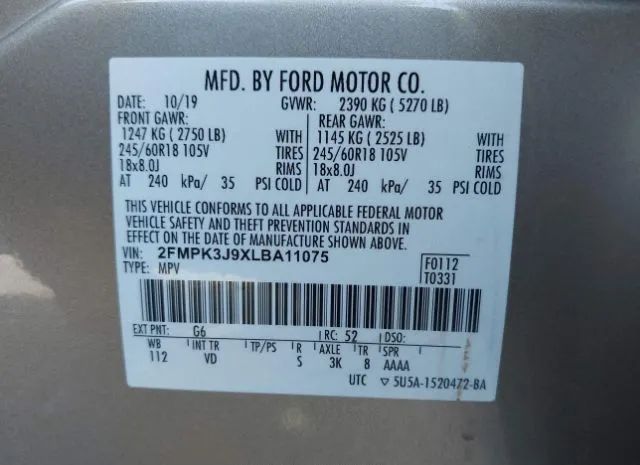 MFD. BY FORD MOTOR CO.
DATE: 10/19 GVWR: 2390 KG ( 5270 LB)
FRONT GAWR: REAR GAWR:
1247 KG ( 2750 LB) WITH 1145 KG ( 2525 LB) WITH
245/60R18 105V TIRES 245/60R18 105V TIRES
18x8.0J RIMS 18x8.0J RIMS
AT 240 kPa/ 35 PSI COLD AT 240 kPa/ 35 PSI COLD
THIS VEHICLE CONFORMS TO ALL APPLICABLE FEDERAL MOTOR
VEHICLE SAFETY AND THEFT PREVENTION STANDARDS IN
EFFECT ON THE DATE OF MANUFACTURE SHOWN ABOVE.
VIN: 2FMPK3J9XLBA11075 F0112
TYPE: MPV T0331
EXT PNT: G6 RC: 52 DSO:
WB INT TR TP/PS R AXLE TR SPR
112 VD S 3K 8 AAAA
UTC ▽ 5U5A-1520472-BA